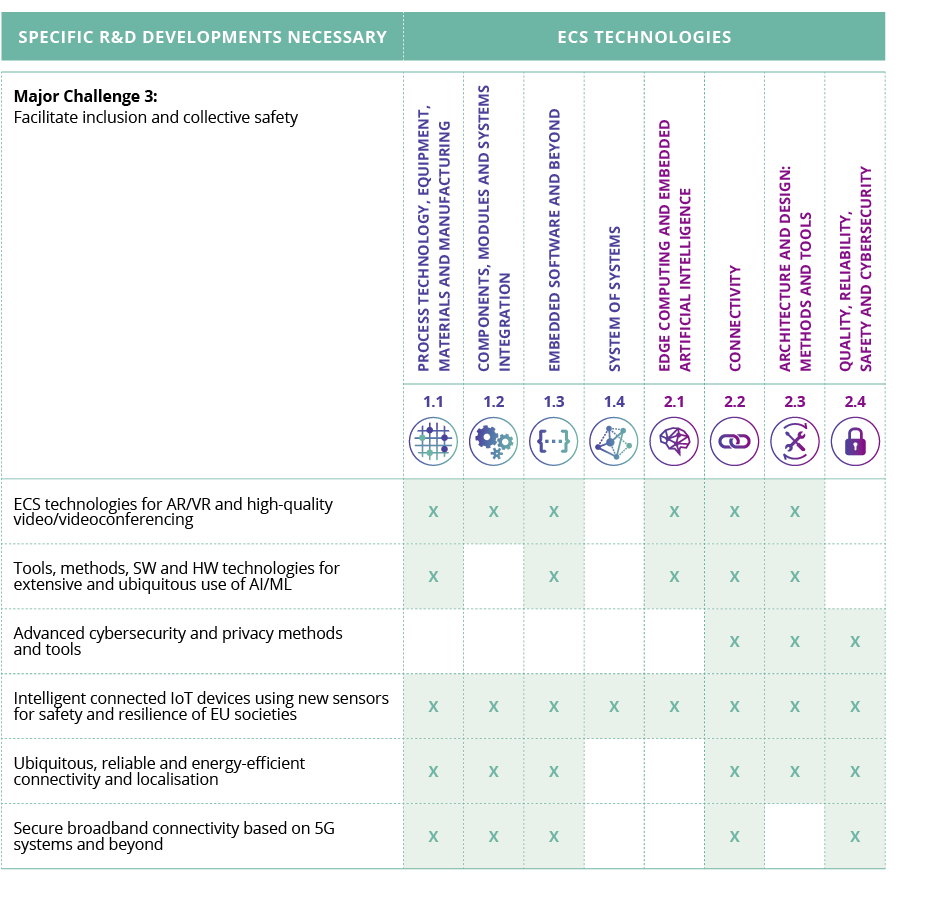 SPECIFIC R&D DEVELOPMENTS NECESSARY
ECS TECHNOLOGIES
Major Challenge 3:
Facilitate inclusion and collective safety
PROCESS TECHNOLOGY, EQUIPMENT,
MATERIALS AND MANUFACTURING
COMPONENTS, MODULES AND SYSTEMS
INTEGRATION
EMBEDDED SOFTWARE AND BEYOND
SYSTEM OF SYSTEMS
EDGE COMPUTING AND EMBEDDED
ARTIFICIAL INTELLIGENCE
CONNECTIVITY
ARCHITECTURE AND DESIGN:
METHODS AND TOOLS
QUALITY, RELIABILITY,
SAFETY AND CYBERSECURITY
1.1 1.2 1.3 1.4 2.1 2.2 2.3 2.4
ECS technologies for AR/VR and high-quality
video/videoconferencing
X X X X X X
Tools, methods, SW and HW technologies for
extensive and ubiquitous use of AI/ML
X X X X X
Advanced cybersecurity and privacy methods
and tools
X X X
Intelligent connected IoT devices using new sensors
for safety and resilience of EU societies
X X X X X X X X
Ubiquitous, reliable and energy-efficient
connectivity and localisation
X X X X X X
Secure broadband connectivity based on 5G
systems and beyond
X X X X X